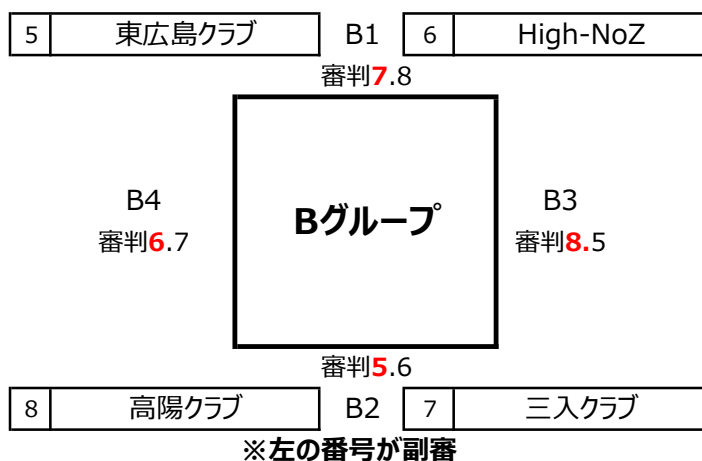 5 東広島クラブ B1 6 High-NoZ
審判7.8
B4 Bグループ B3
審判6.7 審判8.5
審判5.6
8 高陽クラブ B2 7 三入クラブ
※左の番号が副審